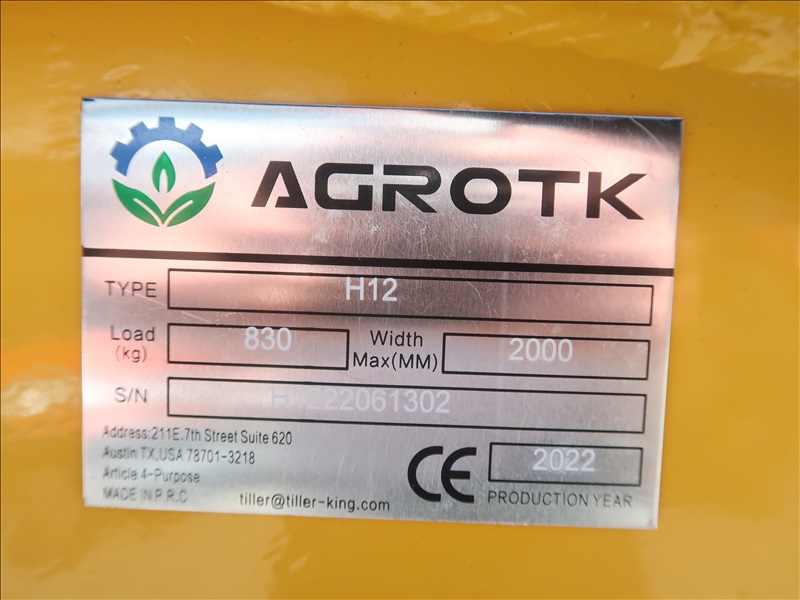 AGROTK
TYPE H12
Load (kg) 830 Width Max(MM) 2000
S/N
Address:211E.7th Street Suite 620
Austin TX,USA 78701-3218
Article 4-Purpose
MADE IN P.R.C
tiller@tiller-king.com
CE 2022
PRODUCTION YEAR